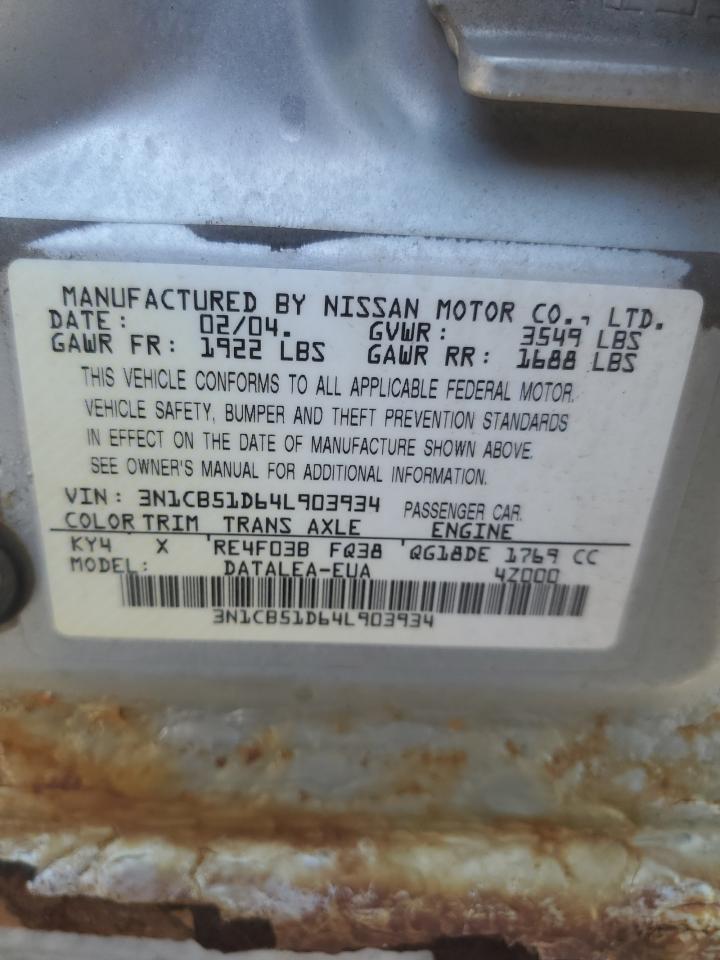 MANUFACTURED BY NISSAN MOTOR CO., LTD.
DATE: 02/04. GVWR: 3549 LBS
GAWR FR: 1922 LBS GAWR RR: 1688 LBS
THIS VEHICLE CONFORMS TO ALL APPLICABLE FEDERAL MOTOR
VEHICLE SAFETY, BUMPER AND THEFT PREVENTION STANDARDS
IN EFFECT ON THE DATE OF MANUFACTURE SHOWN ABOVE.
SEE OWNER'S MANUAL FOR ADDITIONAL INFORMATION.
VIN: 3N1CB51D64L903934 PASSENGER CAR.
COLOR TRIM TRANS AXLE ENGINE
KY4 X RE4F03B FQ38 QG18DE 1769 CC
MODEL: DATALEA-EUA 4Z000
3N1CB51D64L903934